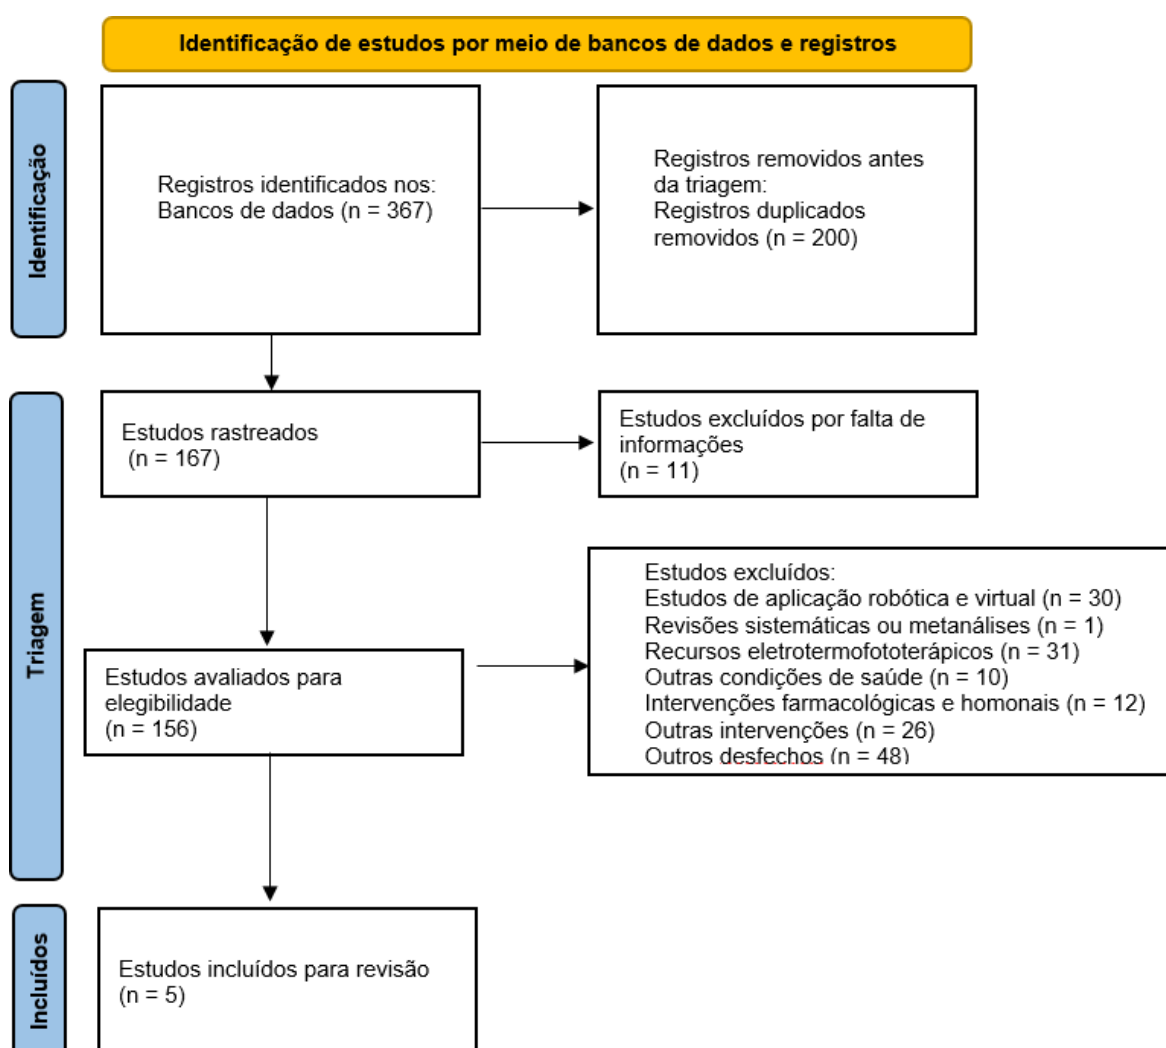 Identificação de estudos por meio de bancos de dados e registros
Identificação
Registros identificados nos:
Bancos de dados (n = 367)
Registros removidos antes
da triagem:
Registros duplicados
removidos (n = 200)
Triagem
Estudos rastreados
(n = 167)
Estudos excluídos por falta de
informações
(n = 11)
Estudos avaliados para
elegibilidade
(n = 156)
Estudos excluídos:
Estudos de aplicação robótica e virtual (n = 30)
Revisões sistemáticas ou metanálises (n = 1)
Recursos eletrotermofototerápicos (n = 31)
Outras condições de saúde (n = 10)
Intervenções farmacológicas e homonais (n = 12)
Outras intervenções (n = 26)
Outros desfechos (n = 48)
Incluídos
Estudos incluídos para revisão
(n = 5)